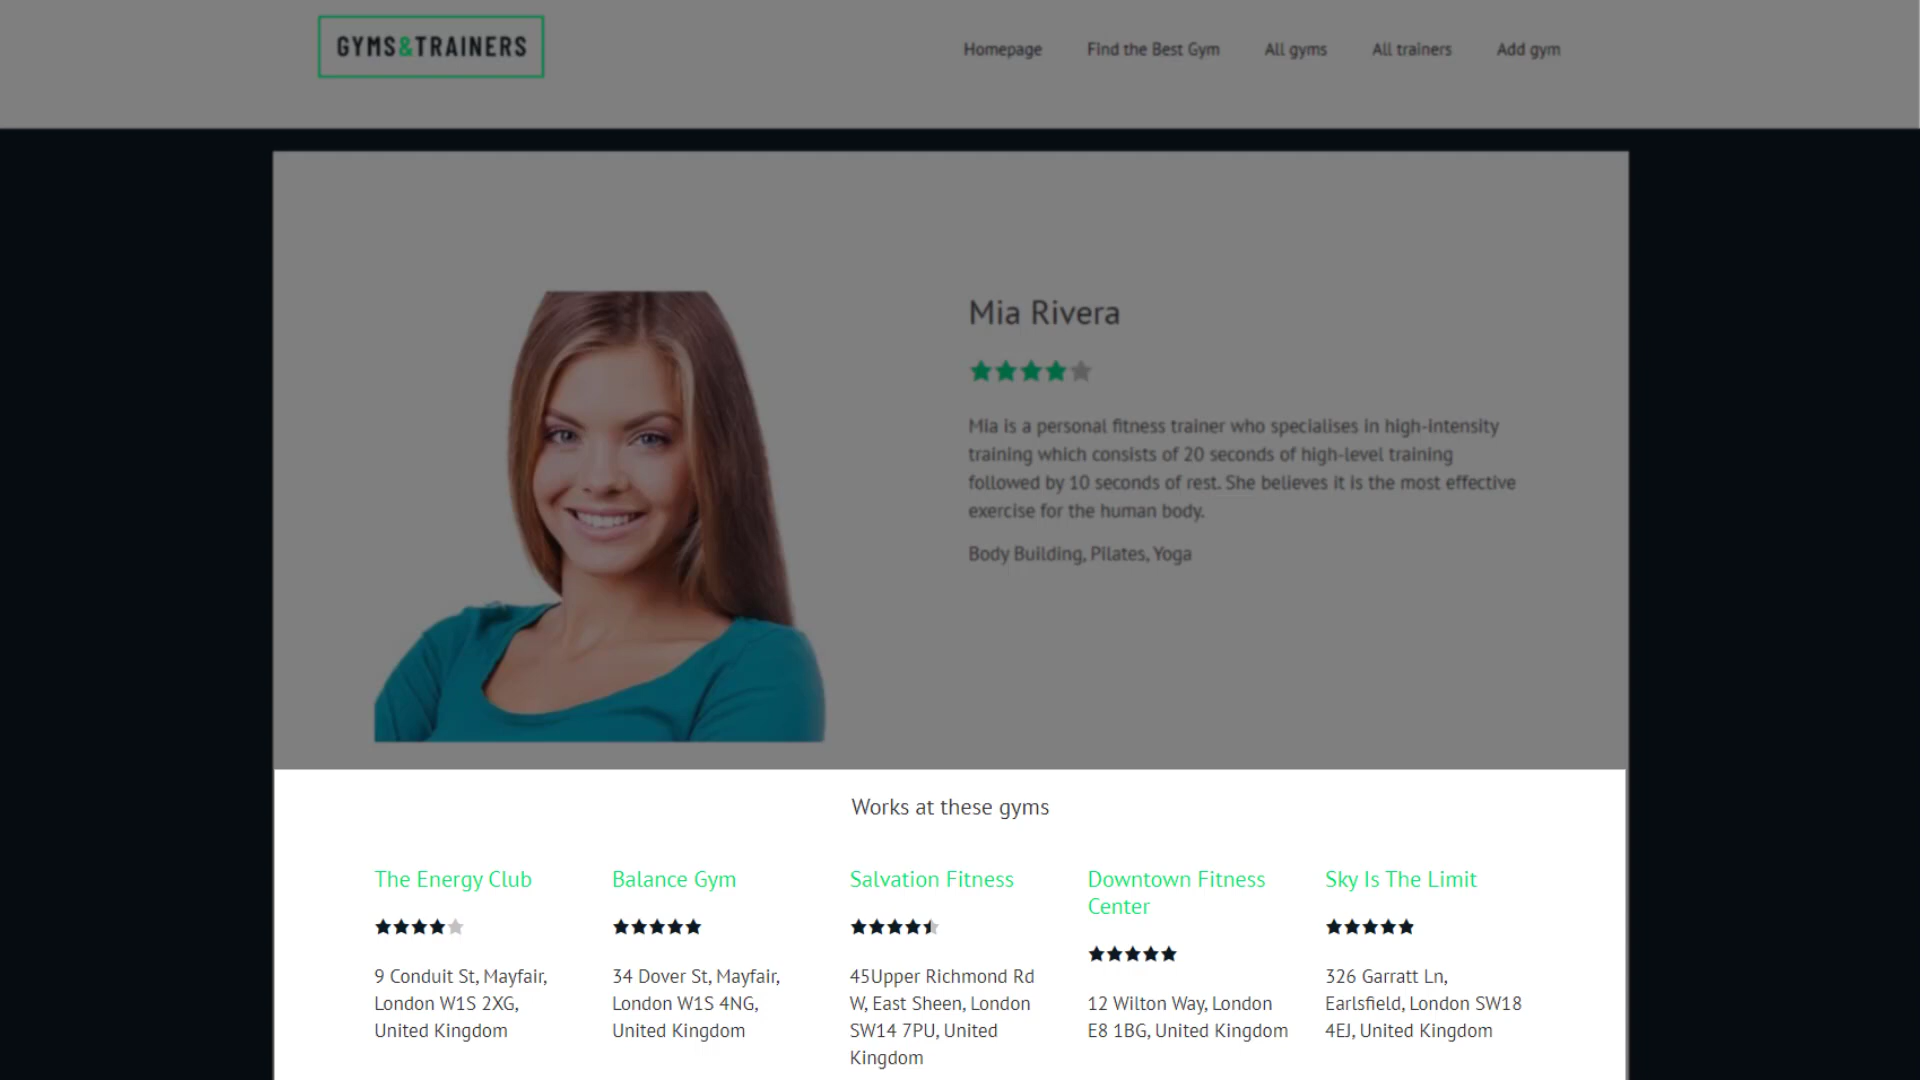 GYMS&TRAINERS
Homepage
Find the Best Gym
All gyms
All trainers
Add gym
Mia Rivera
Mia is a personal fitness trainer who specialises in high-intensity
training which consists of 20 seconds of high-level training
followed by 10 seconds of rest. She believes it is the most effective
exercise for the human body.
Body Building, Pilates, Yoga
Works at these gyms
The Energy Club
9 Conduit St, Mayfair,
London W1S 2XG,
United Kingdom
Balance Gym
34 Dover St, Mayfair,
London W1S 4NG,
United Kingdom
Salvation Fitness
45Upper Richmond Rd
W, East Sheen, London
SW14 7PU, United
Kingdom
Downtown Fitness
Center
12 Wilton Way, London
E8 1BG, United Kingdom
Sky Is The Limit
326 Garratt Ln,
Earlsfield, London SW18
4EJ, United Kingdom